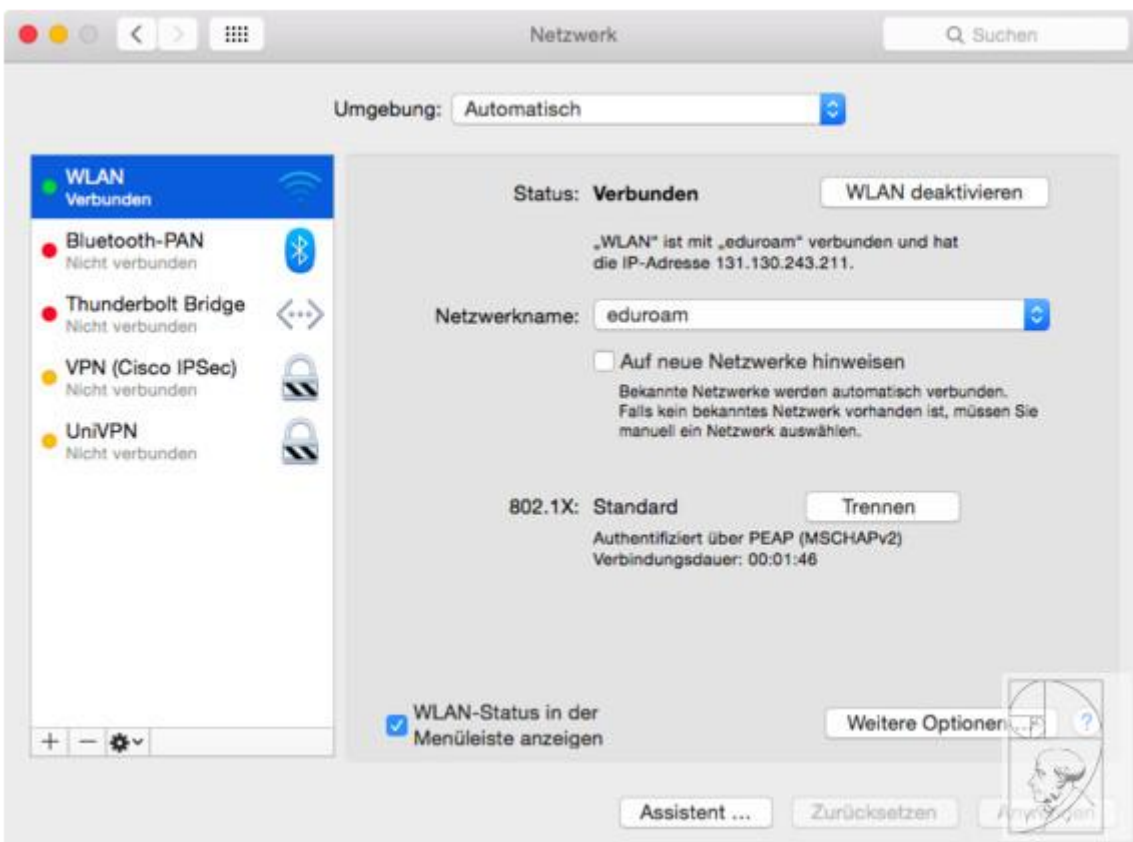 Netzwerk
Suchen
Umgebung: Automatisch
WLAN
Verbunden
Bluetooth-PAN
Nicht verbunden
Thunderbolt Bridge
Nicht verbunden
VPN (Cisco IPSec)
Nicht verbunden
UniVPN
Nicht verbunden
Status: Verbunden
WLAN deaktivieren
„WLAN“ ist mit „eduroam“ verbunden und hat
die IP-Adresse 131.130.243.211.
Netzwerkname: eduroam
Auf neue Netzwerke hinweisen
Bekannte Netzwerke werden automatisch verbunden.
Falls kein bekanntes Netzwerk vorhanden ist, müssen Sie
manuell ein Netzwerk auswählen.
802.1X: Standard
Trennen
Authentifiziert über PEAP (MSCHAPv2)
Verbindungsdauer: 00:01:46
WLAN-Status in der
Menüleiste anzeigen
Weitere Optionen ...
?
Assistent ...
Zurücksetzen